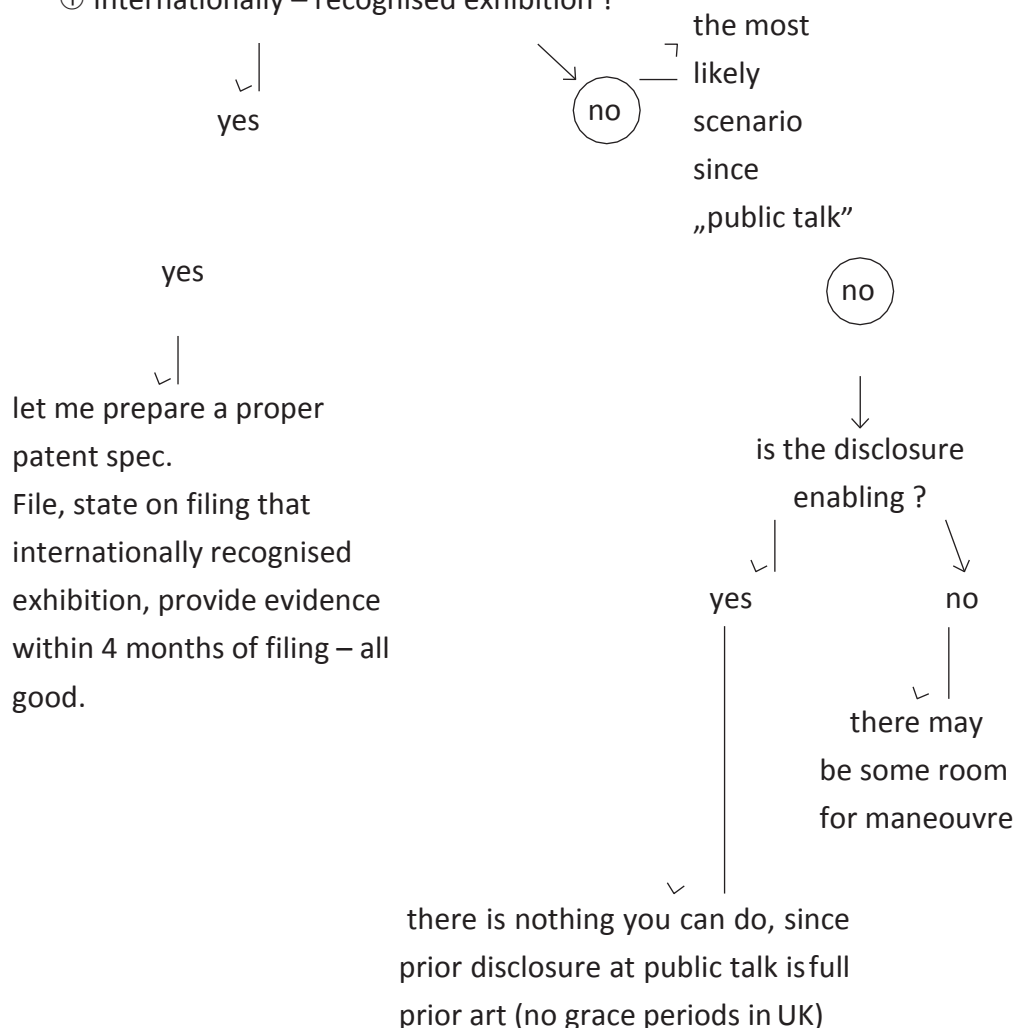 ① internationally – recognised exhibition ?
the most
likely
scenario
since
„public talk”
yes
no
yes
no
let me prepare a proper
patent spec.
File, state on filing that
internationally recognised
exhibition, provide evidence
within 4 months of filing – all
good.
is the disclosure
enabling ?
yes
no
there may
be some room
for maneouvre
there is nothing you can do, since
prior disclosure at public talk is full
prior art (no grace periods in UK)